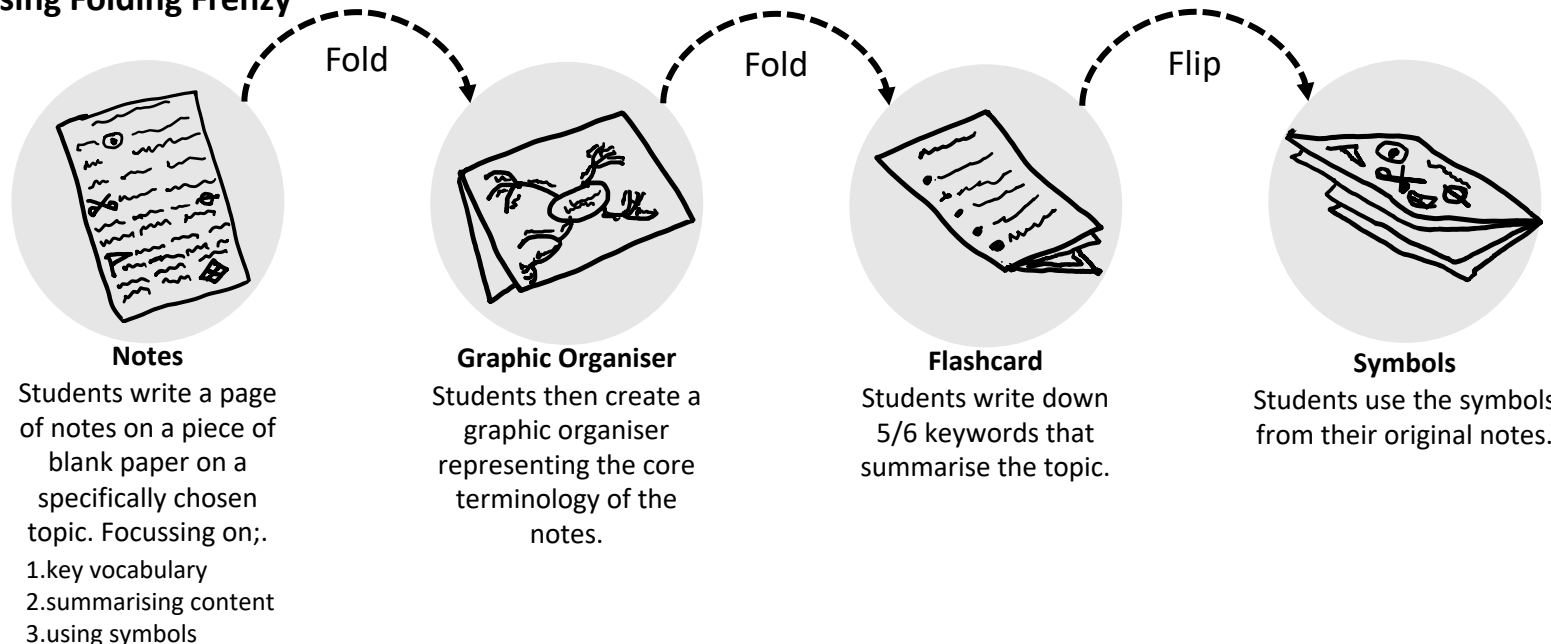 Folding Frenzy
Fold
Fold
Flip
Notes
Students write a page
of notes on a piece of
blank paper on a
specifically chosen
topic. Focussing on;.
1.key vocabulary
2.summarising content
3.using symbols
Graphic Organiser
Students then create a
graphic organiser
representing the core
terminology of the
notes.
Flashcard
Students write down
5/6 keywords that
summarise the topic.
Symbols
Students use the symbols
from their original notes.